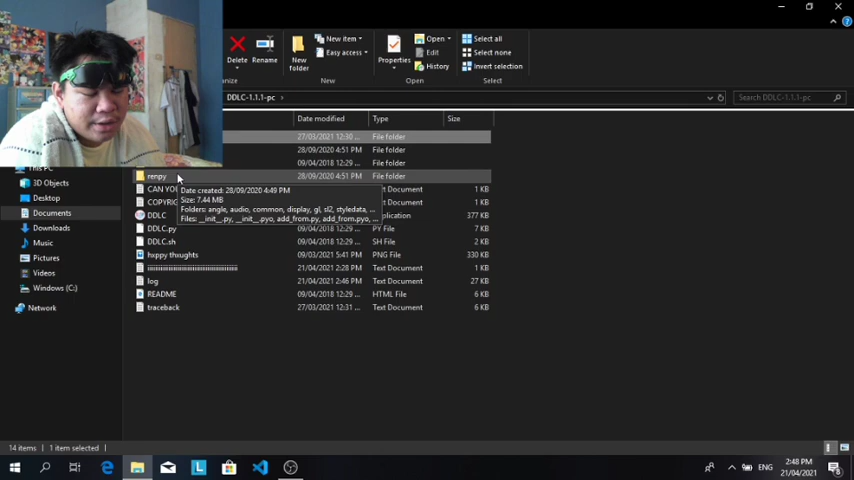 Delete
Rename
New folder
New item
Easy access
Properties
Open
Edit
History
Select all
Select none
Invert selection
New
Open
Select
DDLC-1.1.1-pc
Search DDLC-1.1.1-pc
Date modified Type Size
27/03/2021 12:30 ... File folder
28/09/2020 4:51 PM File folder
09/04/2018 12:29 ... File folder
renpy 28/09/2020 4:51 PM File folder
CAN YOU
1 KB
COPYRIG
1 KB
DDLC
377 KB
DDLC.py 09/04/2018 12:29 ... PY File 7 KB
DDLC.sh 09/04/2018 12:29 ... SH File 2 KB
hxppy thxughts 09/03/2021 5:41 PM PNG File 330 KB
21/04/2021 2:28 PM Text Document 1 KB
log 21/04/2021 2:46 PM Text Document 27 KB
README 09/04/2018 12:29 ... HTML File 6 KB
traceback 27/03/2021 12:31 ... Text Document 6 KB
Date created: 28/09/2020 4:49 PM
Size: 7.44 MB
Folders: angle, audio, common, display, gl, sl2, styledata, ...
Files: __init__.py, __init__.pyo, add_from.py, add_from.pyo, ...
This PC
3D Objects
Desktop
Documents
Downloads
Music
Pictures
Videos
Windows (C:)
Network
14 items 1 item selected
ENG
2:48 PM
21/04/2021